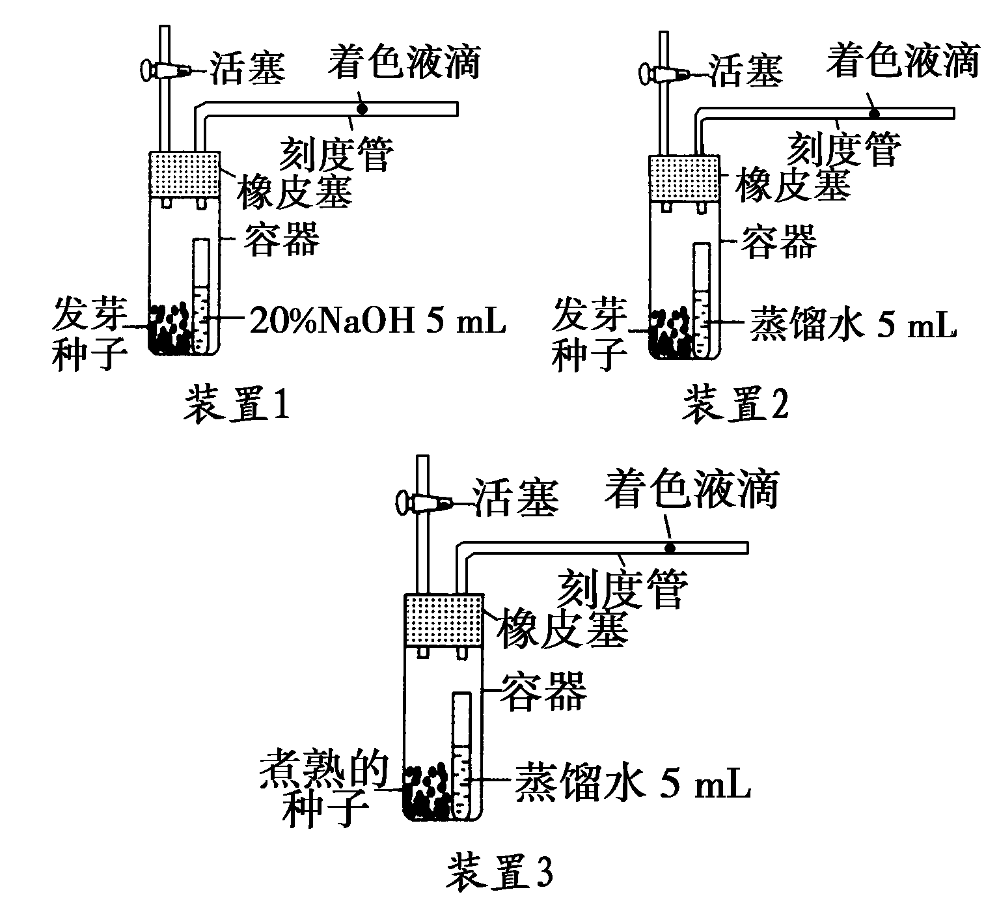 活塞
着色液滴
刻度管
橡皮塞
容器
发芽
种子
20%NaOH 5 mL
装置1
活塞
着色液滴
刻度管
橡皮塞
容器
发芽
种子
蒸馏水 5 mL
装置2
活塞
着色液滴
刻度管
橡皮塞
容器
煮熟的
种子
蒸馏水 5 mL
装置3